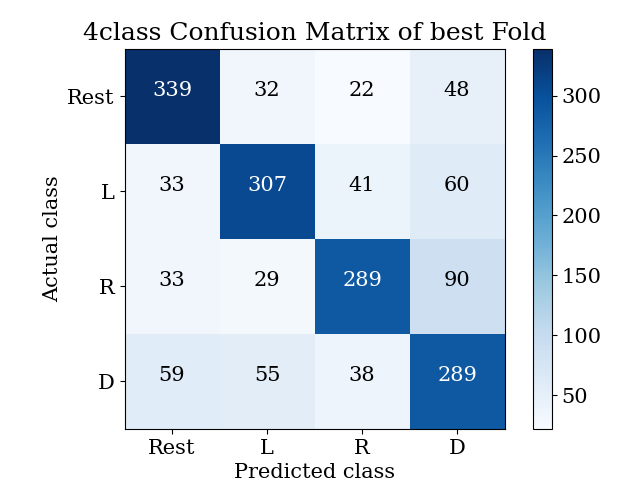 4class Confusion Matrix of best Fold
Rest 339 32 22 48
L 33 307 41 60
R 33 29 289 90
D 59 55 38 289
Rest L R D
Predicted class
Actual class
300
250
200
150
100
50